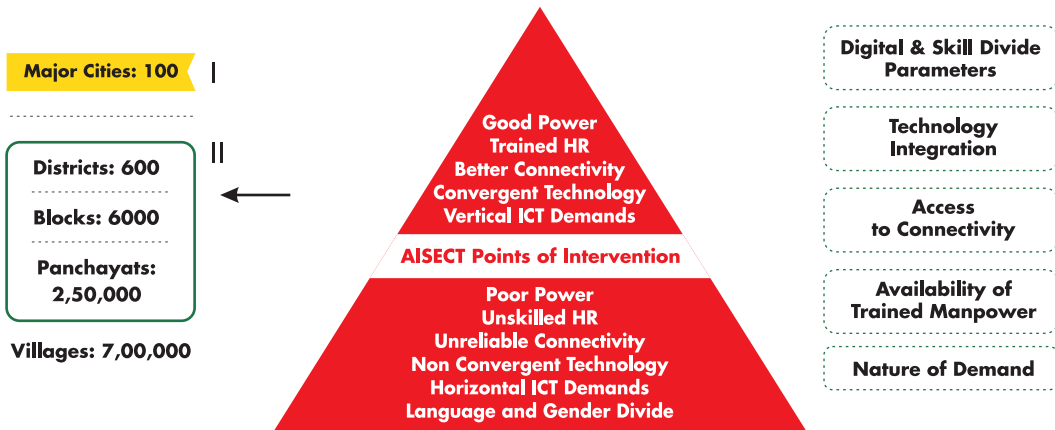 Major Cities: 100
I
II
Districts: 600
Blocks: 6000
Panchayats:
2,50,000
Villages: 7,00,000
Good Power
Trained HR
Better Connectivity
Convergent Technology
Vertical ICT Demands
AISECT Points of Intervention
Poor Power
Unskilled HR
Unreliable Connectivity
Non Convergent Technology
Horizontal ICT Demands
Language and Gender Divide
Digital & Skill Divide
Parameters
Technology
Integration
Access
to Connectivity
Availability of
Trained Manpower
Nature of Demand